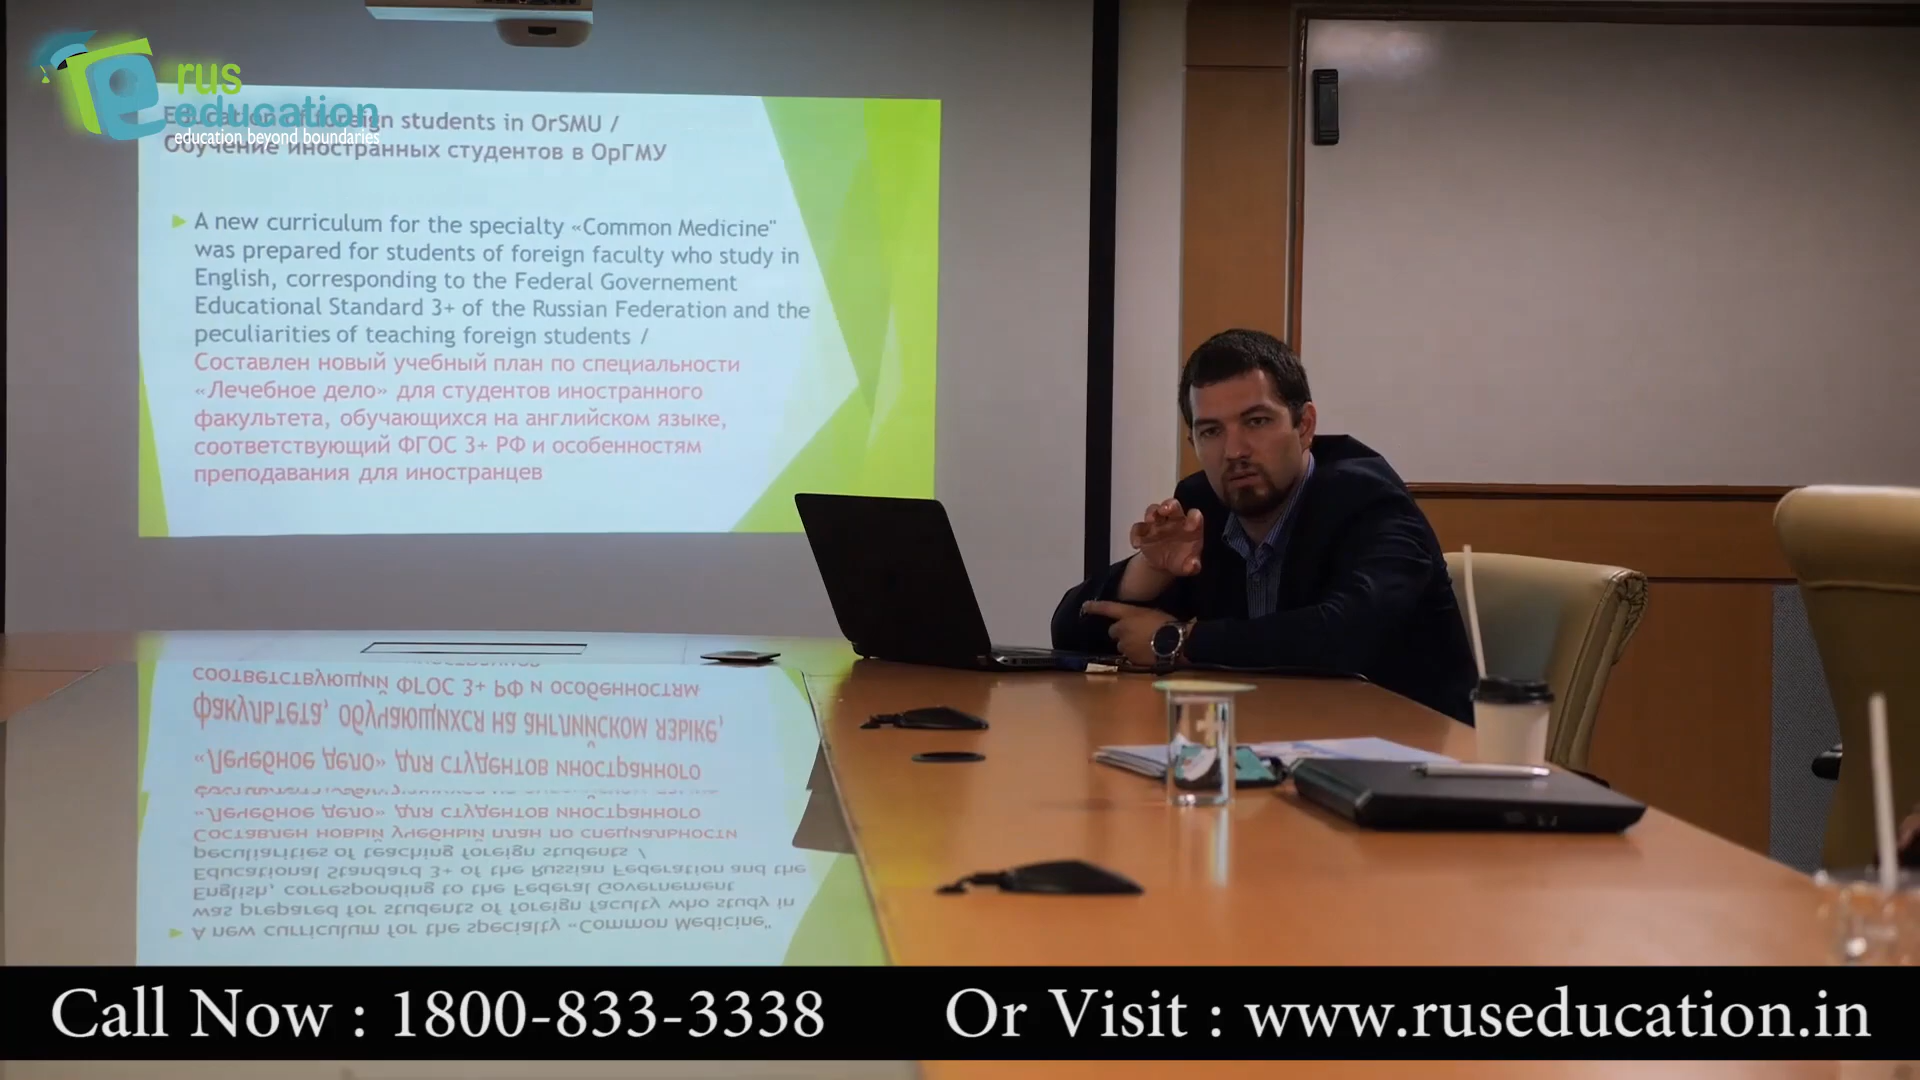 rus
education
education beyond boundaries
Education of foreign students in OrSMU /
Обучение иностранных студентов в ОрГМУ
A new curriculum for the specialty «Common Medicine"
was prepared for students of foreign faculty who study in
English, corresponding to the Federal Governement
Educational Standard 3+ of the Russian Federation and the
peculiarities of teaching foreign students /
Составлен новый учебный план по специальности
«Лечебное дело» для студентов иностранного
факультета, обучающихся на английском языке,
соответствующий ФГОС 3+ РФ и особенностям
преподавания для иностранцев
Call Now : 1800-833-3338 Or Visit : www.ruseducation.in